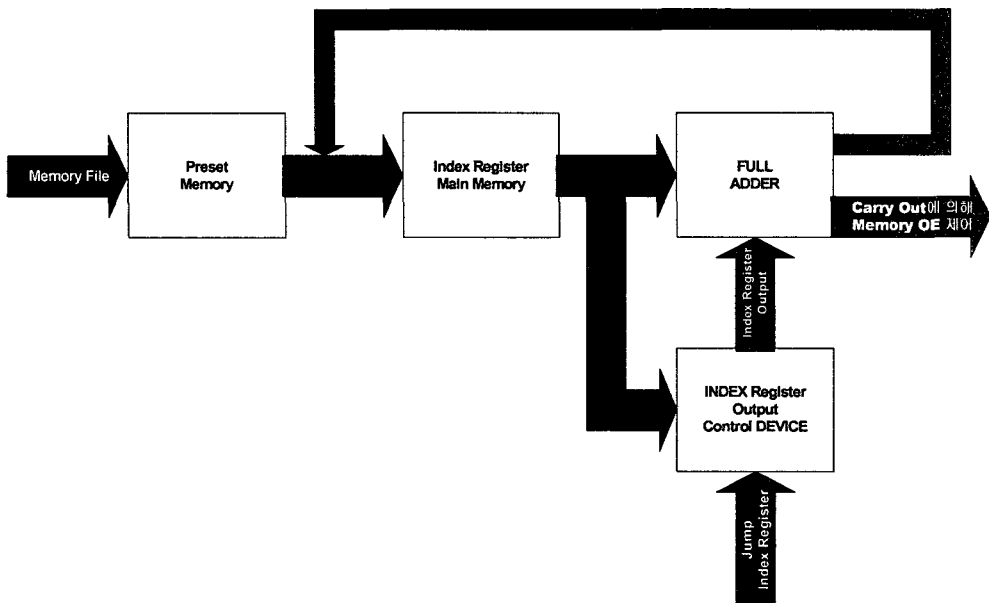 Memory File
Preset
Memory
Index Register
Main Memory
FULL
ADDER
Carry Out에 의해
Memory OE 제어
Index Register
Output
INDEX Register
Output
Control DEVICE
Jump
Index Register